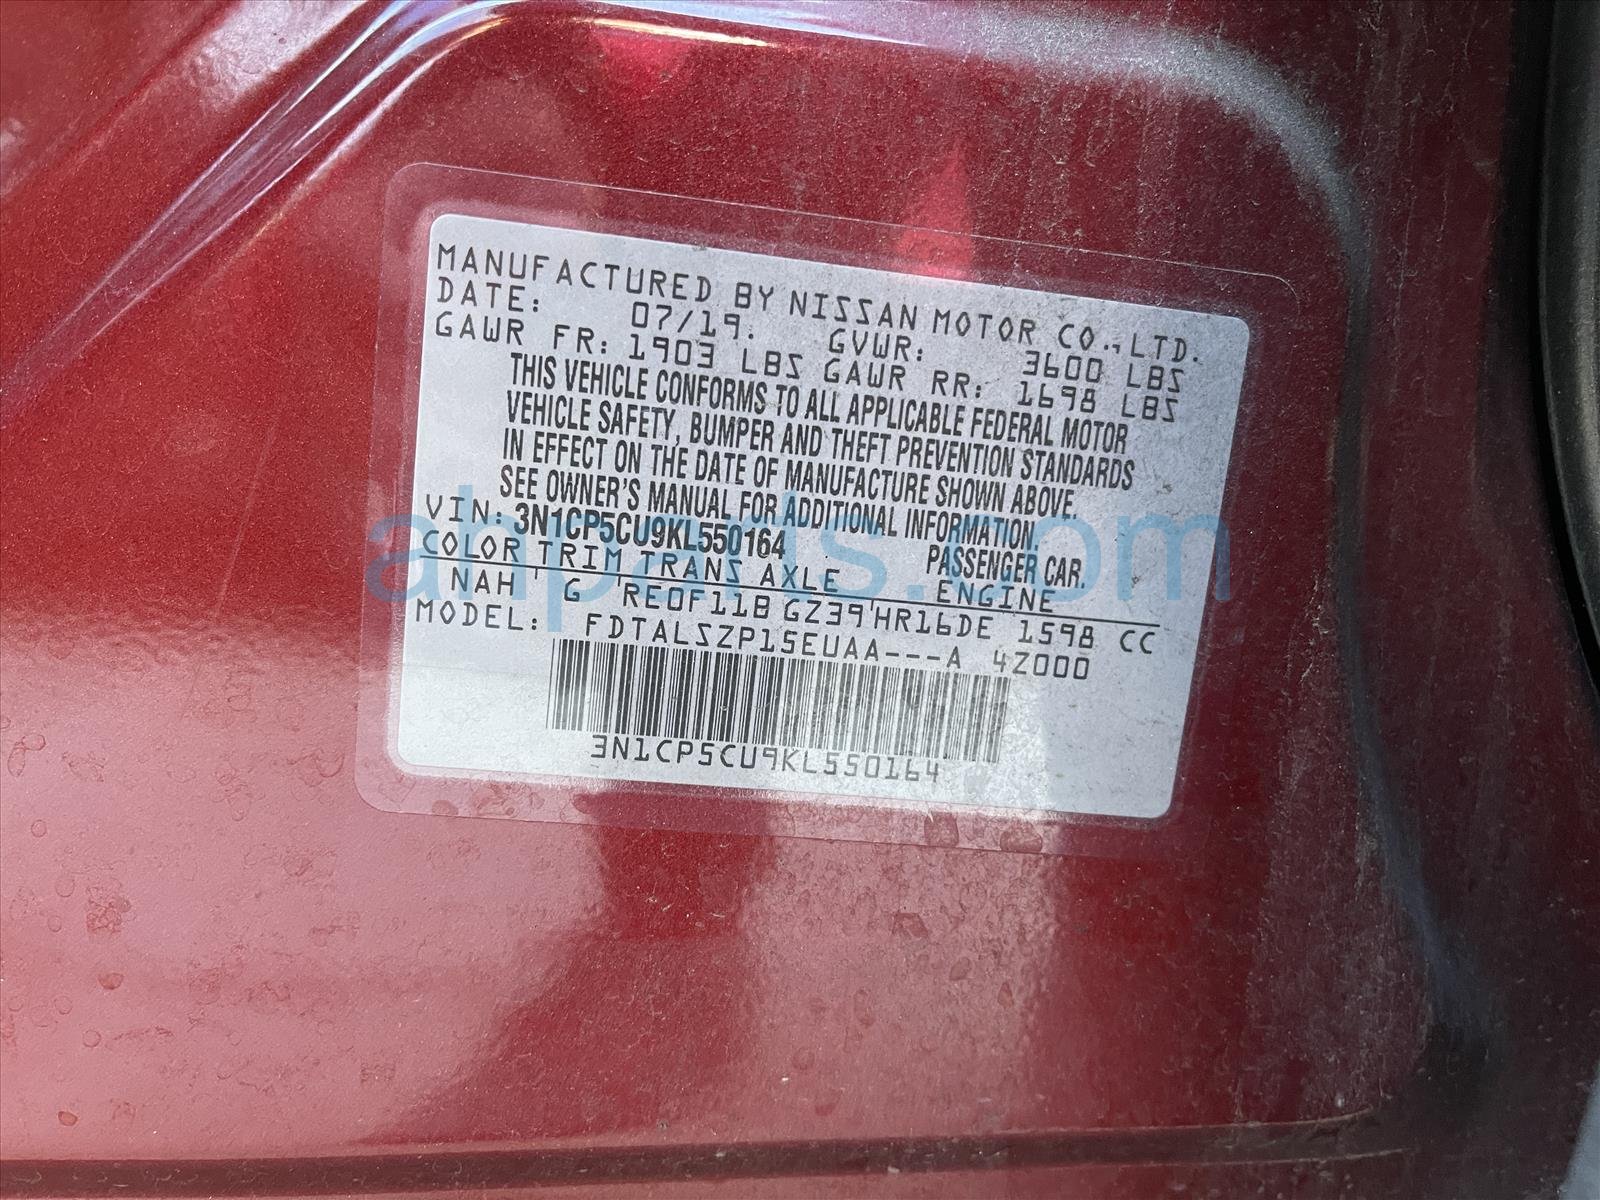 MANUFACTURED BY NISSAN MOTOR CO.,LTD.
DATE: 07/19. GVWR: 3600 LBS
GAWR FR: 1903 LBS GAWR RR: 1698 LBS
THIS VEHICLE CONFORMS TO ALL APPLICABLE FEDERAL MOTOR
VEHICLE SAFETY, BUMPER AND THEFT PREVENTION STANDARDS
IN EFFECT ON THE DATE OF MANUFACTURE SHOWN ABOVE.
SEE OWNER'S MANUAL FOR ADDITIONAL INFORMATION.
VIN: 3N1CP5CU9KL550164 PASSENGER CAR.
COLOR TRIM TRANS AXLE ENGINE
NAH G RE0F11B GZ39 HR16DE 1598 CC
MODEL: FDTALSZP15EUAA---A 4Z000
3N1CP5CU9KL550164
ahparts.com